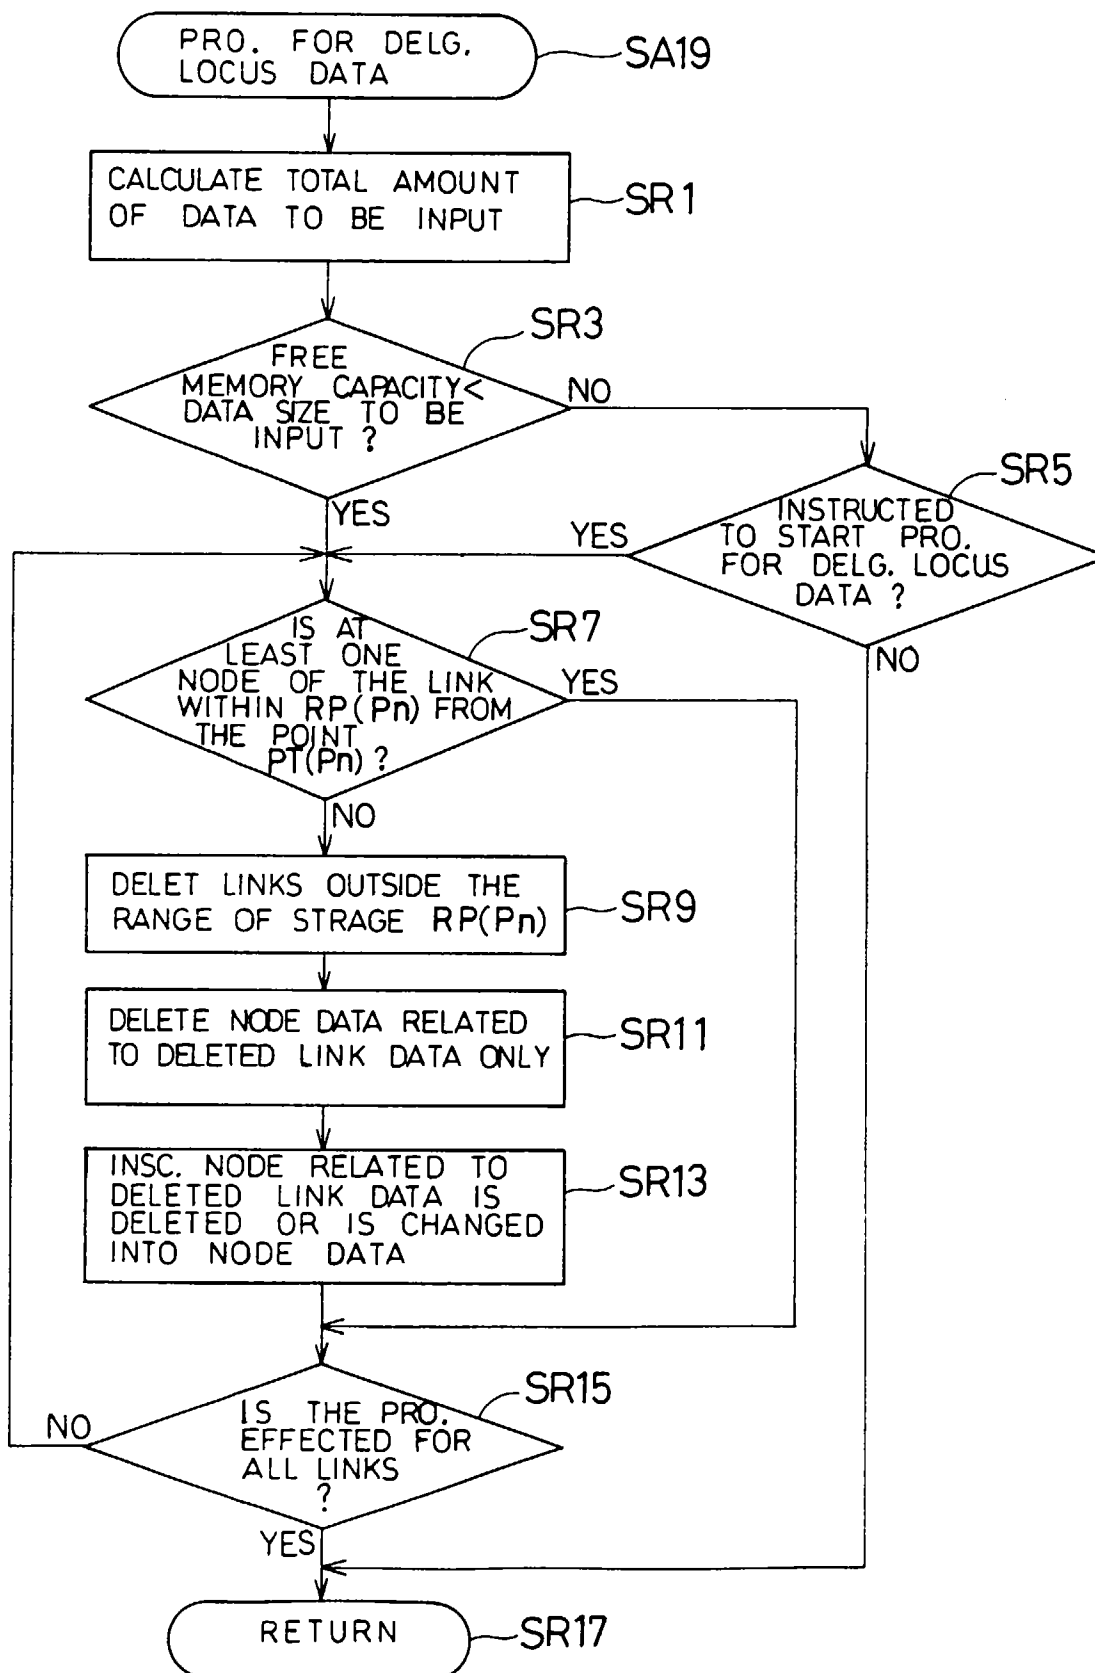 PRO. FOR DELG.
LOCUS DATA
SA19
CALCULATE TOTAL AMOUNT
OF DATA TO BE INPUT
SR1
SR3
FREE
MEMORY CAPACITY<
DATA SIZE TO BE
INPUT ?
NO
YES
SR5
INSTRUCTED
TO START PRO.
FOR DELG. LOCUS
DATA ?
YES
NO
SR7
IS AT
LEAST ONE
NODE OF THE LINK
WITHIN RP(Pn) FROM
THE POINT
PT(Pn) ?
YES
NO
DELET LINKS OUTSIDE THE
RANGE OF STRAGE RP(Pn)
SR9
DELETE NODE DATA RELATED
TO DELETED LINK DATA ONLY
SR11
INSC. NODE RELATED TO
DELETED LINK DATA IS
DELETED OR IS CHANGED
INTO NODE DATA
SR13
SR15
IS THE PRO.
EFFECTED FOR
ALL LINKS
?
NO
YES
RETURN
SR17